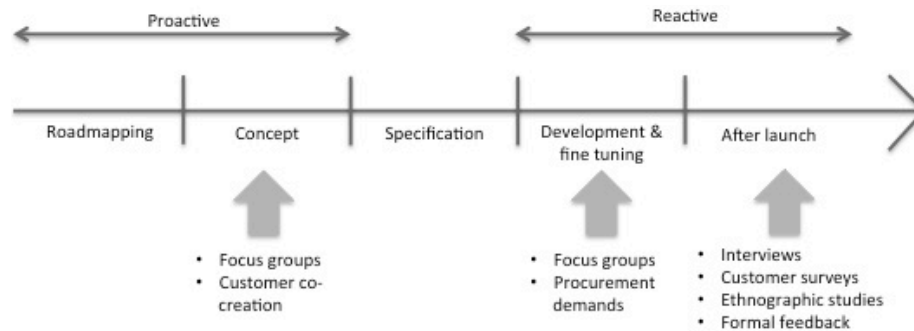 Proactive
Reactive
Roadmapping
Concept
Specification
Development &
fine tuning
After launch
• Focus groups
• Customer co-
creation
• Focus groups
• Procurement
demands
• Interviews
• Customer surveys
• Ethnographic studies
• Formal feedback